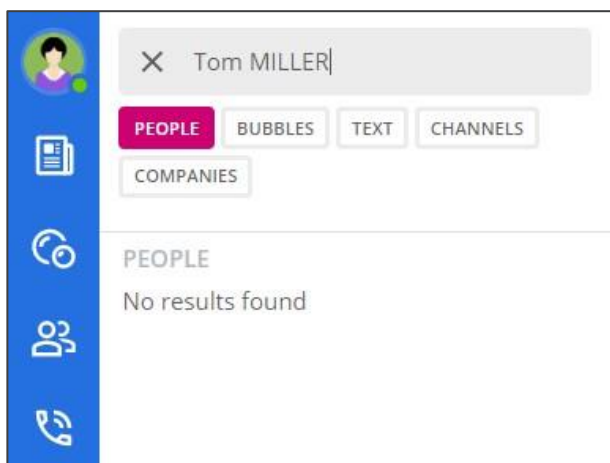 Tom MILLER
PEOPLE BUBBLES TEXT CHANNELS
COMPANIES
PEOPLE
No results found